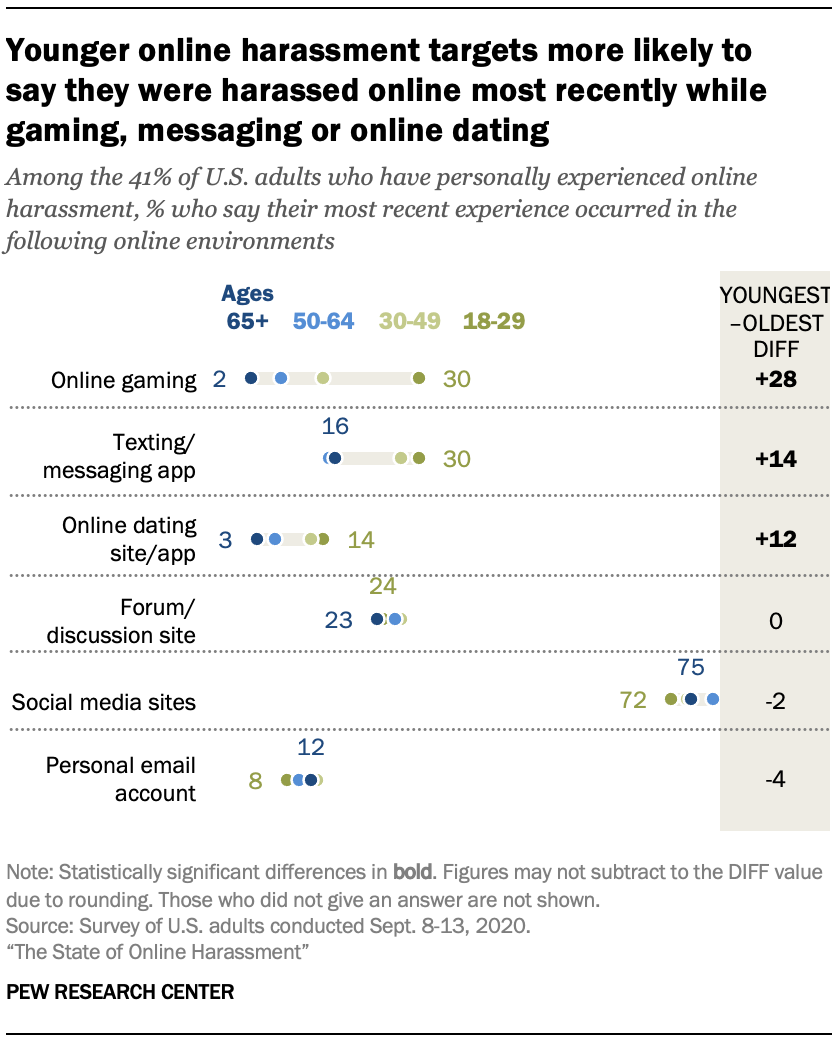 Younger online harassment targets more likely to
say they were harassed online most recently while
gaming, messaging or online dating
Among the 41% of U.S. adults who have personally experienced online
harassment, % who say their most recent experience occurred in the
following online environments
Ages
65+ 50-64 30-49 18-29
YOUNGEST
–OLDEST
DIFF
Online gaming 2 30 +28
16
Texting/
messaging app 30 +14
Online dating
site/app 3 14 +12
24
Forum/
discussion site 23 0
75
Social media sites 72 -2
12
Personal email
account 8 -4
Note: Statistically significant differences in bold. Figures may not subtract to the DIFF value
due to rounding. Those who did not give an answer are not shown.
Source: Survey of U.S. adults conducted Sept. 8-13, 2020.
“The State of Online Harassment”
PEW RESEARCH CENTER